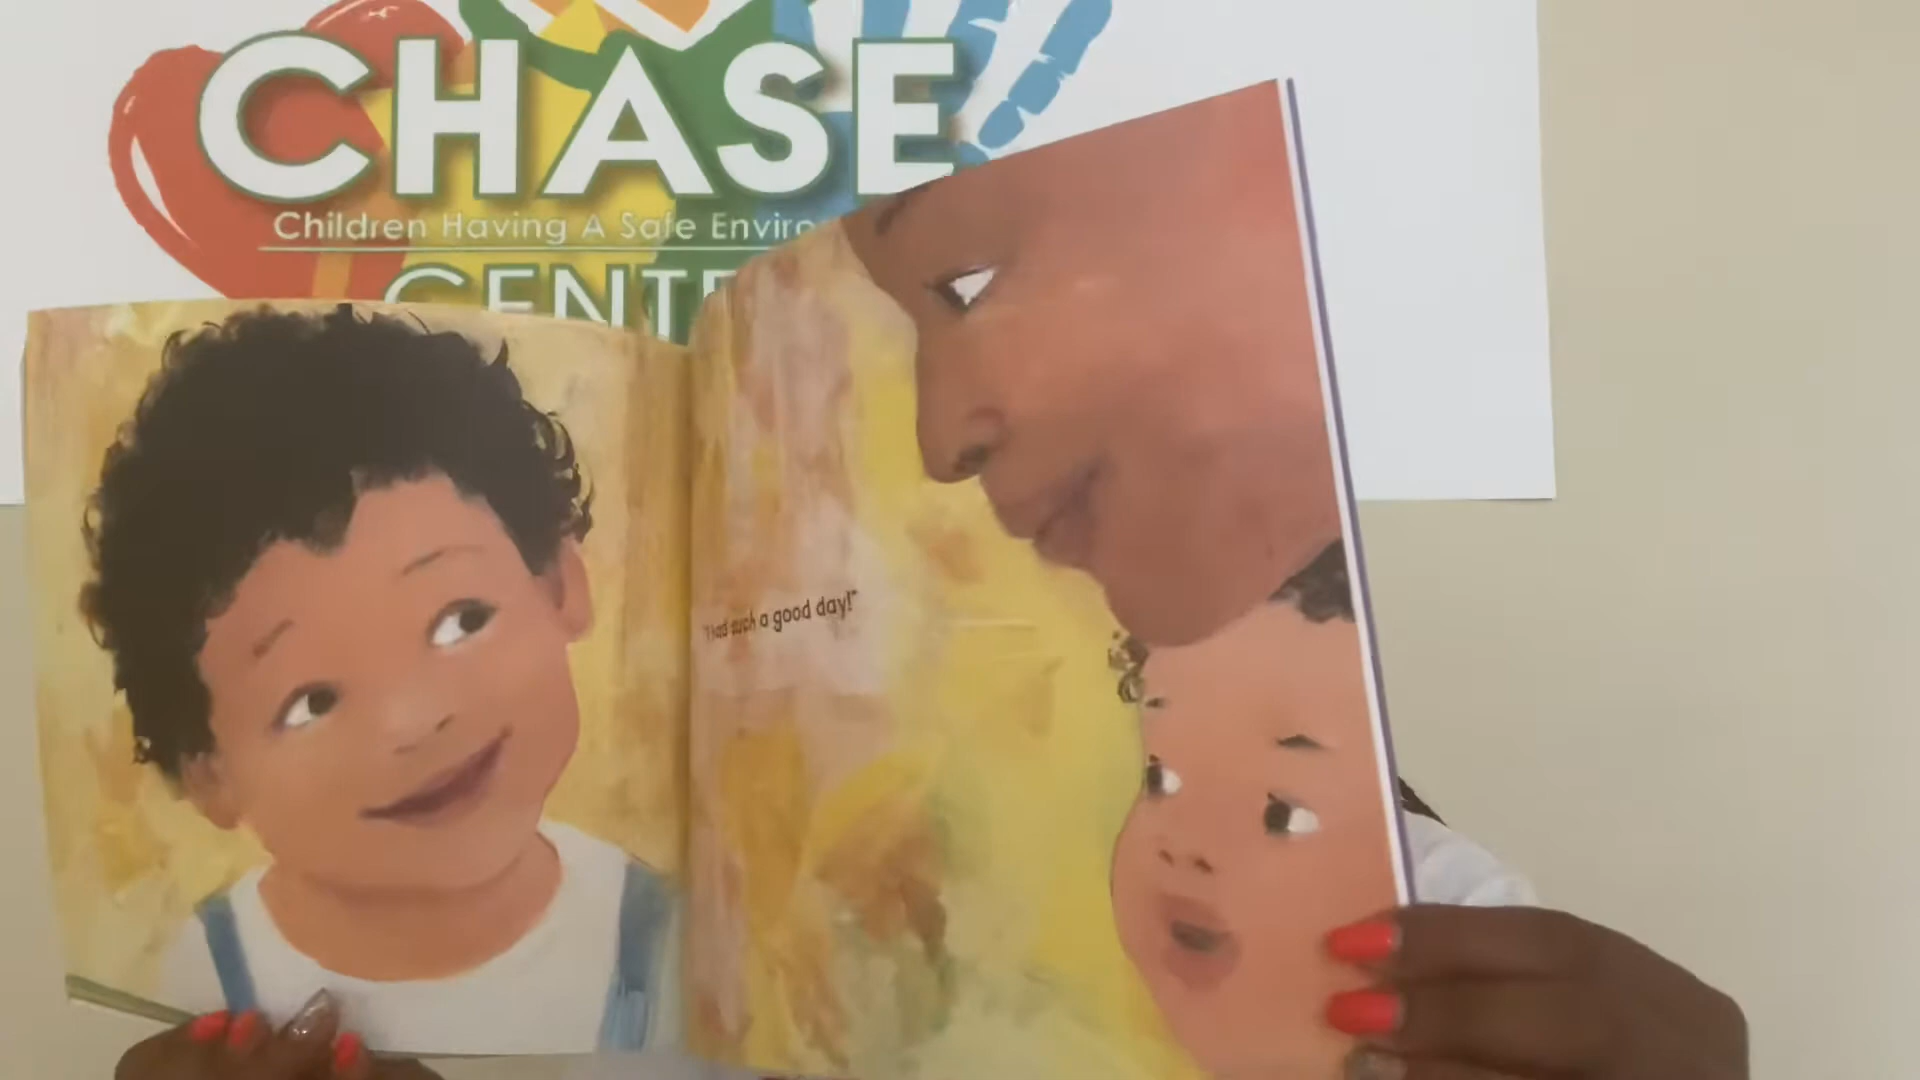 CHASE
Children Having A Safe Enviro
CENTE
"I had such a good day!"